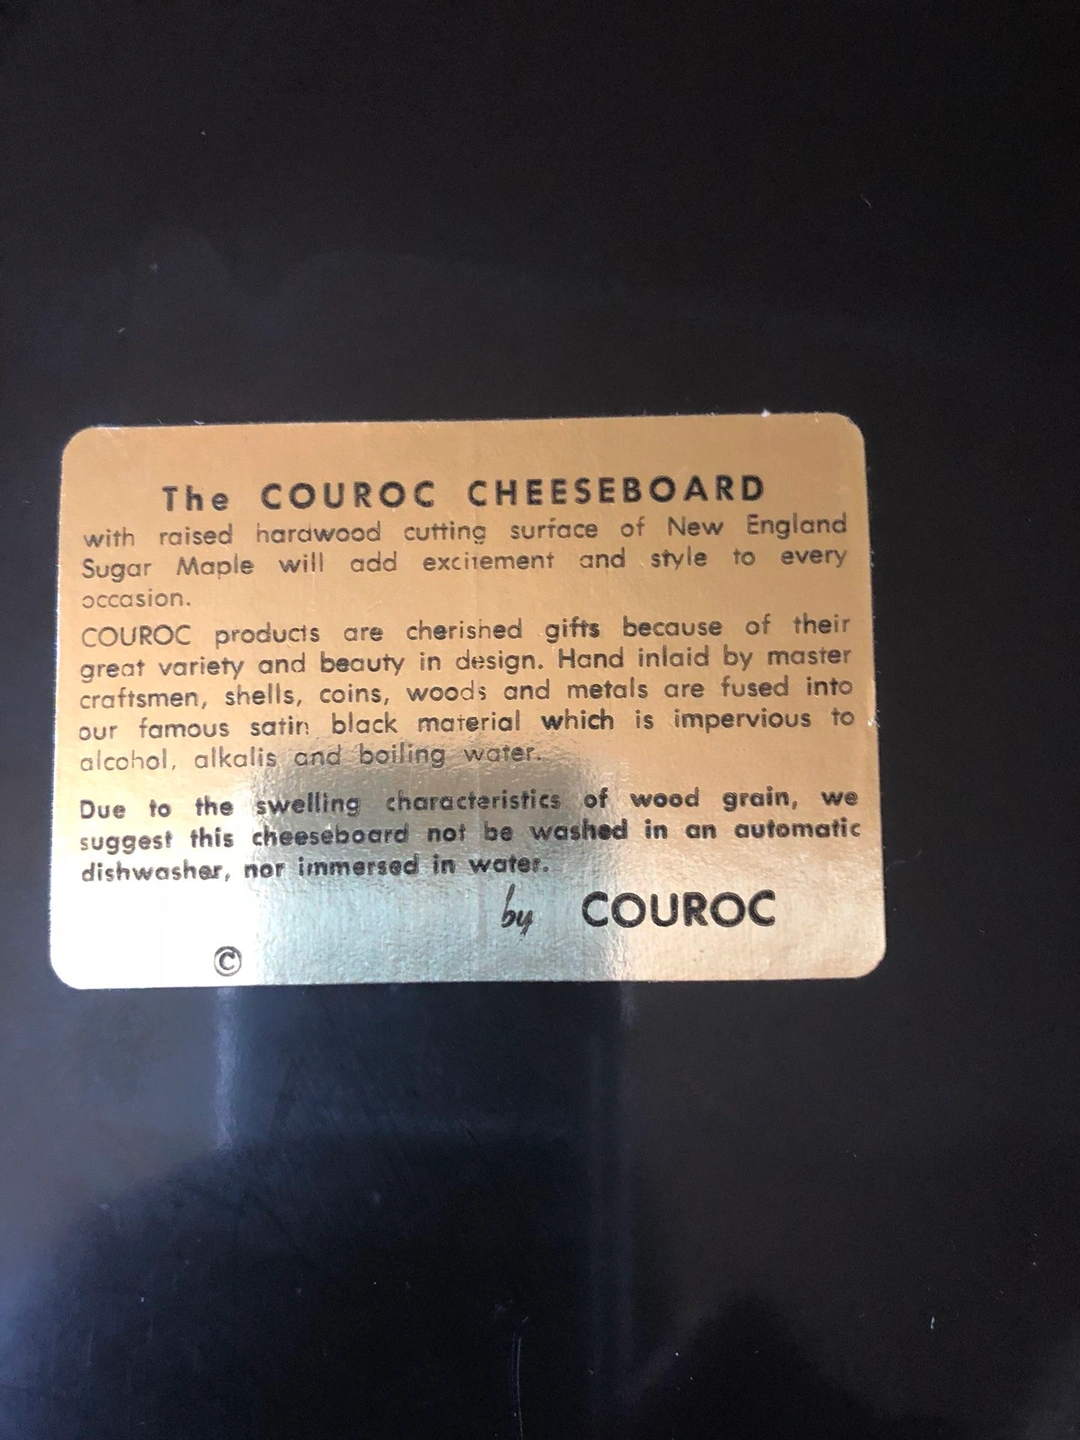 The COUROC CHEESEBOARD
with raised hardwood cutting surface of New England
Sugar Maple will add excitement and style to every
occasion.
COUROC products are cherished gifts because of their
great variety and beauty in design. Hand inlaid by master
craftsmen, shells, coins, woods and metals are fused into
our famous satin black material which is impervious to
alcohol, alkalis and boiling water.
Due to the swelling characteristics of wood grain, we
suggest this cheeseboard not be washed in an automatic
dishwasher, nor immersed in water.
by COUROC
©